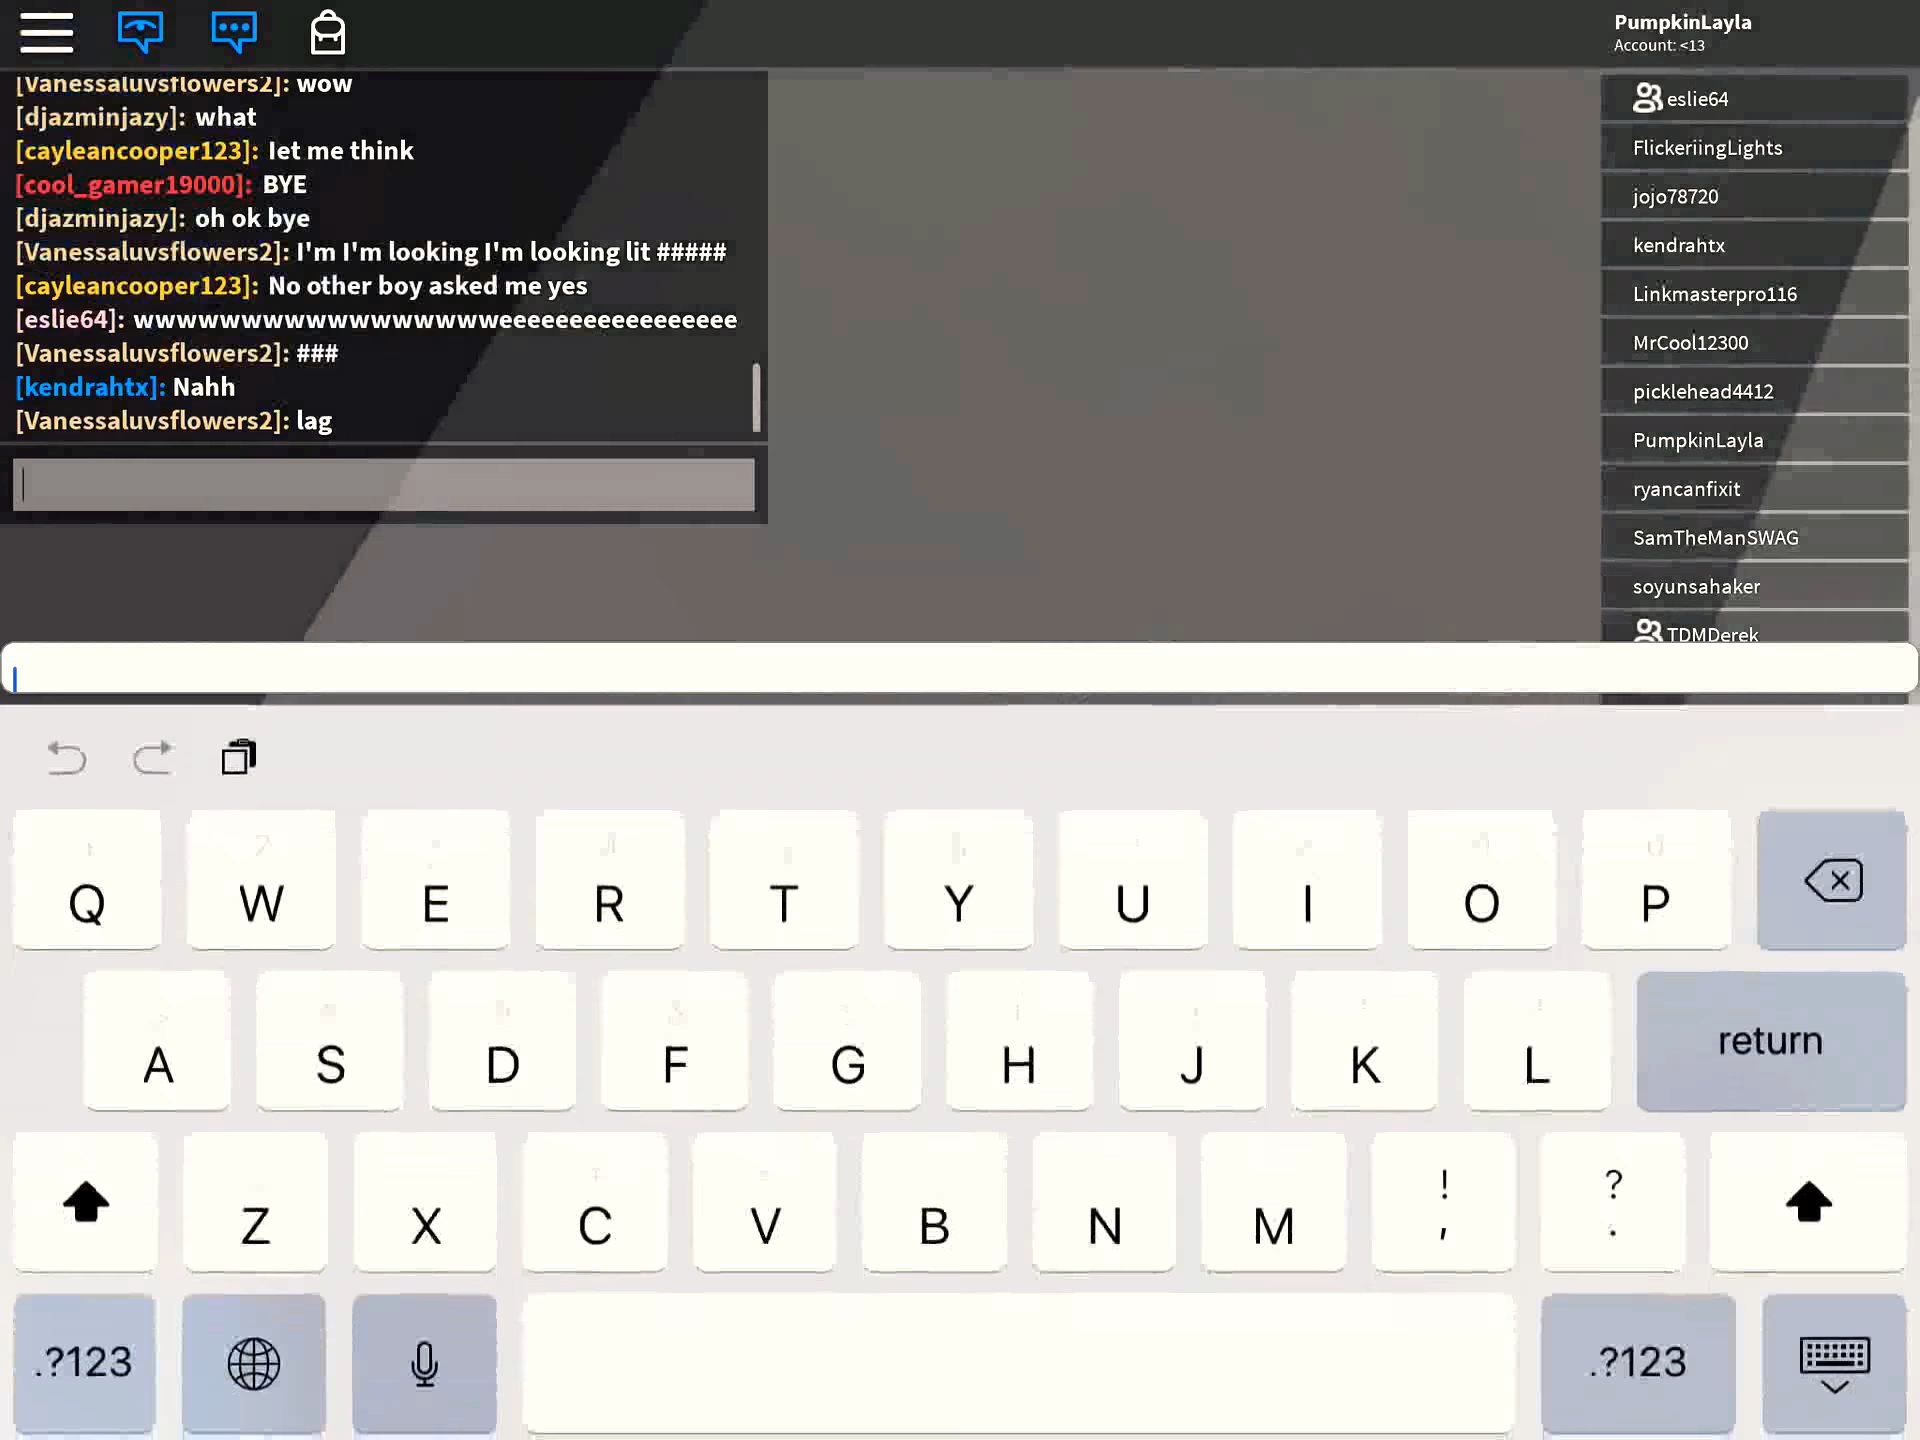 PumpkinLayla
Account: <13
[Vanessaluvsflowers2]: wow
[djazminjazy]: what
[cayleancooper123]: let me think
[cool_gamer19000]: BYE
[djazminjazy]: oh ok bye
[Vanessaluvsflowers2]: I'm I'm looking I'm looking lit #####
[cayleancooper123]: No other boy asked me yes
[eslie64]: wwwwwwwwwwwwwwwwwweeeeeeeeeeeeeeeee
[Vanessaluvsflowers2]: ###
[kendrahtx]: Nahh
[Vanessaluvsflowers2]: lag
eslie64
FlickeriingLights
jojo78720
kendrahtx
Linkmasterpro116
MrCool12300
picklehead4412
PumpkinLayla
ryancanfixit
SamTheManSWAG
soyunsahaker
TDMDerek
Q W E R T Y U I O P
A S D F G H J K L return
Z X C V B N M ! , ? .
.?123 .?123